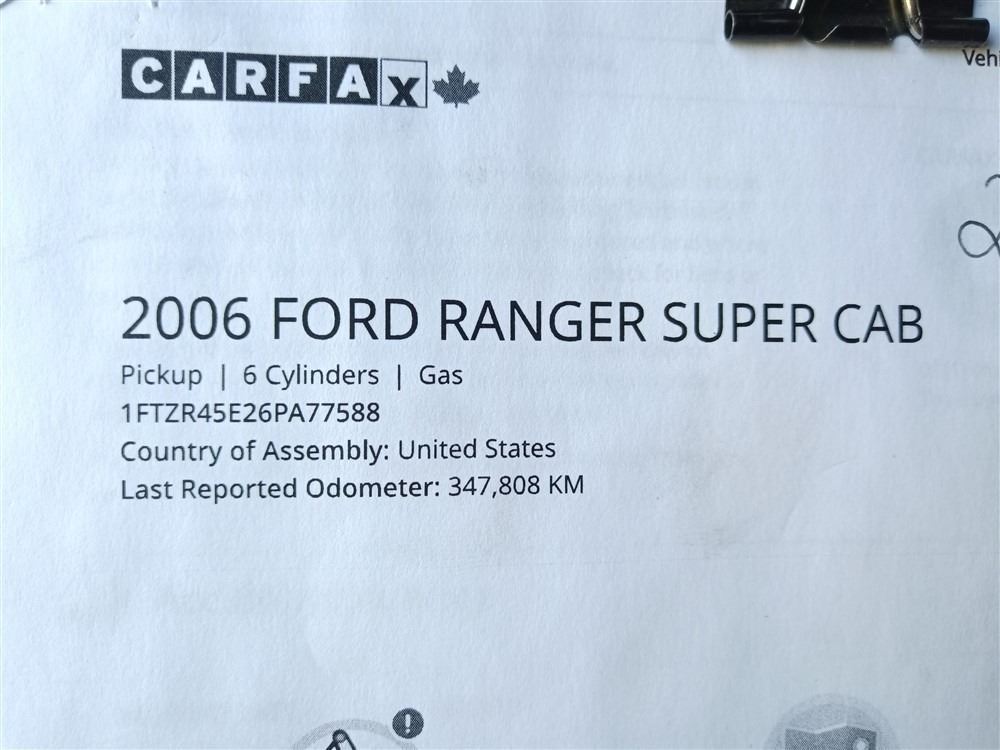 CARFAX
Vehi
2006 FORD RANGER SUPER CAB
Pickup | 6 Cylinders | Gas
1FTZR45E26PA77588
Country of Assembly: United States
Last Reported Odometer: 347,808 KM